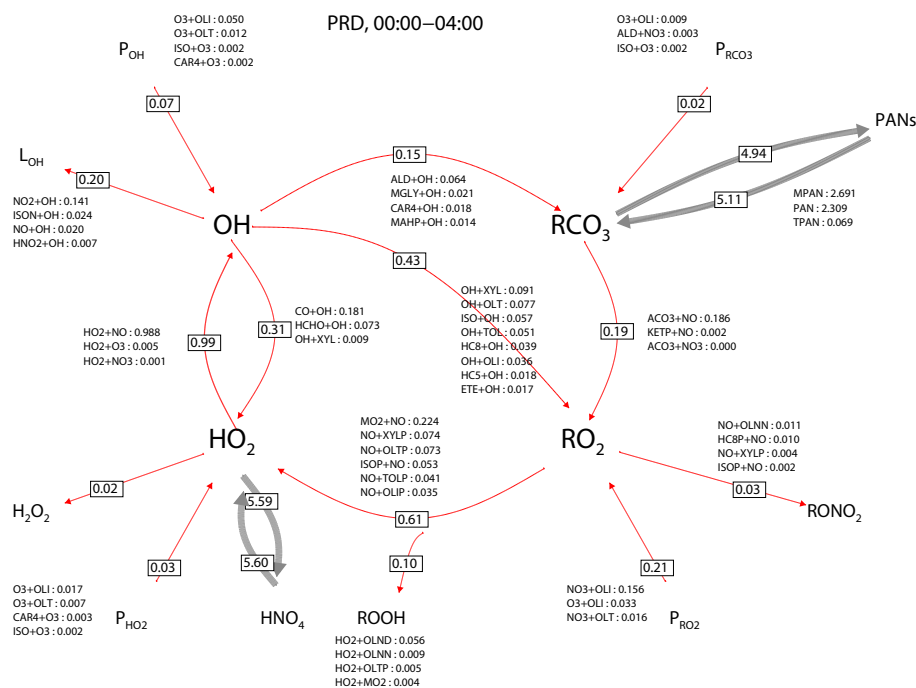 PRD, 00:00–04:00
O3+OLI : 0.050
O3+OLT : 0.012
ISO+O3 : 0.002
CAR4+O3 : 0.002
P_OH
0.07
O3+OLI : 0.009
ALD+NO3 : 0.003
ISO+O3 : 0.002
P_RCO3
0.02
PANs
4.94
5.11
MPAN : 2.691
PAN : 2.309
TPAN : 0.069
L_OH
0.20
NO2+OH : 0.141
ISON+OH : 0.024
NO+OH : 0.020
HNO2+OH : 0.007
0.15
ALD+OH : 0.064
MGLY+OH : 0.021
CAR4+OH : 0.018
MAHP+OH : 0.014
OH
RCO₃
0.43
OH+XYL : 0.091
OH+OLT : 0.077
ISO+OH : 0.057
OH+TOL : 0.051
HC8+OH : 0.039
OH+OLI : 0.036
HC5+OH : 0.018
ETE+OH : 0.017
HO2+NO : 0.988
HO2+O3 : 0.005
HO2+NO3 : 0.001
0.99
0.31
CO+OH : 0.181
HCHO+OH : 0.073
OH+XYL : 0.009
0.19
ACO3+NO : 0.186
KETP+NO : 0.002
ACO3+NO3 : 0.000
HO₂
RO₂
MO2+NO : 0.224
NO+XYLP : 0.074
NO+OLTP : 0.073
ISOP+NO : 0.053
NO+TOLP : 0.041
NO+OLIP : 0.035
0.61
NO+OLNN : 0.011
HC8P+NO : 0.010
NO+XYLP : 0.004
ISOP+NO : 0.002
0.03
RONO₂
0.02
H₂O₂
5.59
5.60
HNO₄
0.03
O3+OLI : 0.017
O3+OLT : 0.007
CAR4+O3 : 0.003
ISO+O3 : 0.002
P_HO2
0.10
ROOH
HO2+OLND : 0.056
HO2+OLNN : 0.009
HO2+OLTP : 0.005
HO2+MO2 : 0.004
0.21
NO3+OLI : 0.156
O3+OLI : 0.033
NO3+OLT : 0.016
P_RO2